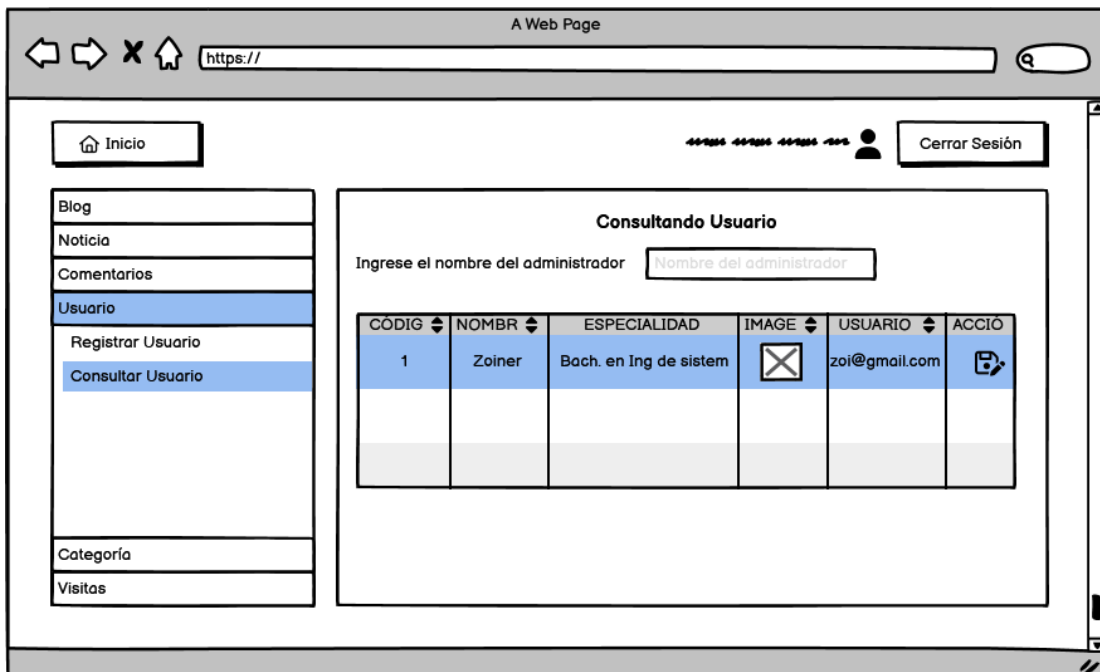 A Web Page
https://
Inicio
Cerrar Sesión
Blog
Noticia
Comentarios
Usuario
Registrar Usuario
Consultar Usuario
Categoría
Visitas
Consultando Usuario
Ingrese el nombre del administrador
Nombre del administrador
CÓDIG NOMBR ESPECIALIDAD IMAGE USUARIO ACCIÓ
1 Zoiner Bach. en Ing de sistem zoi@gmail.com